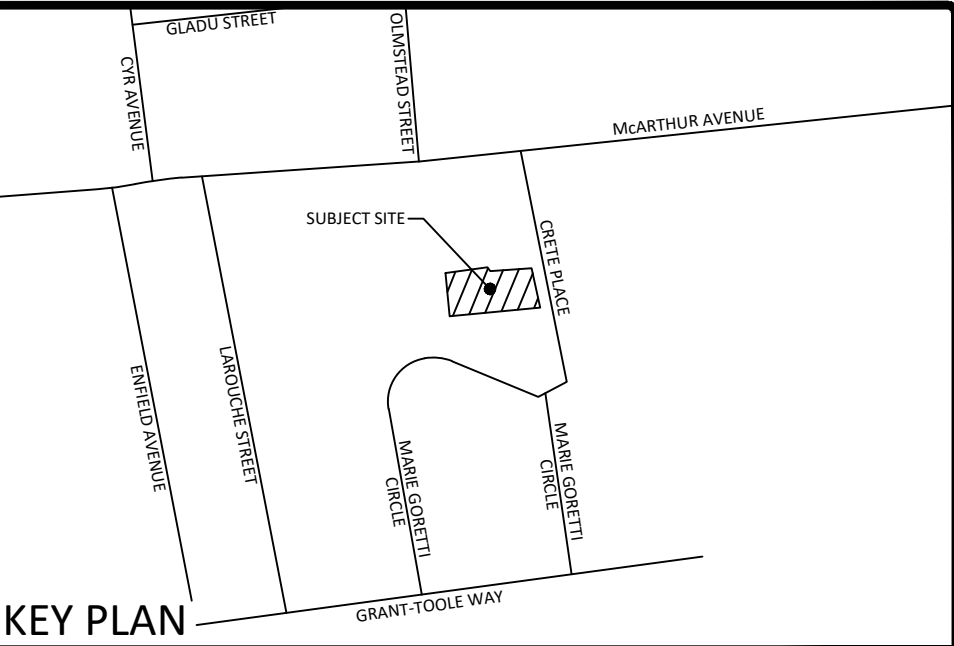 GLADU STREET
CYR AVENUE
OLMSTEAD STREET
McARTHUR AVENUE
SUBJECT SITE
CRETE PLACE
ENFIELD AVENUE
LAROUCHE STREET
MARIE GORETTI
CIRCLE
MARIE GORETTI
CIRCLE
GRANT-TOOLE WAY
KEY PLAN